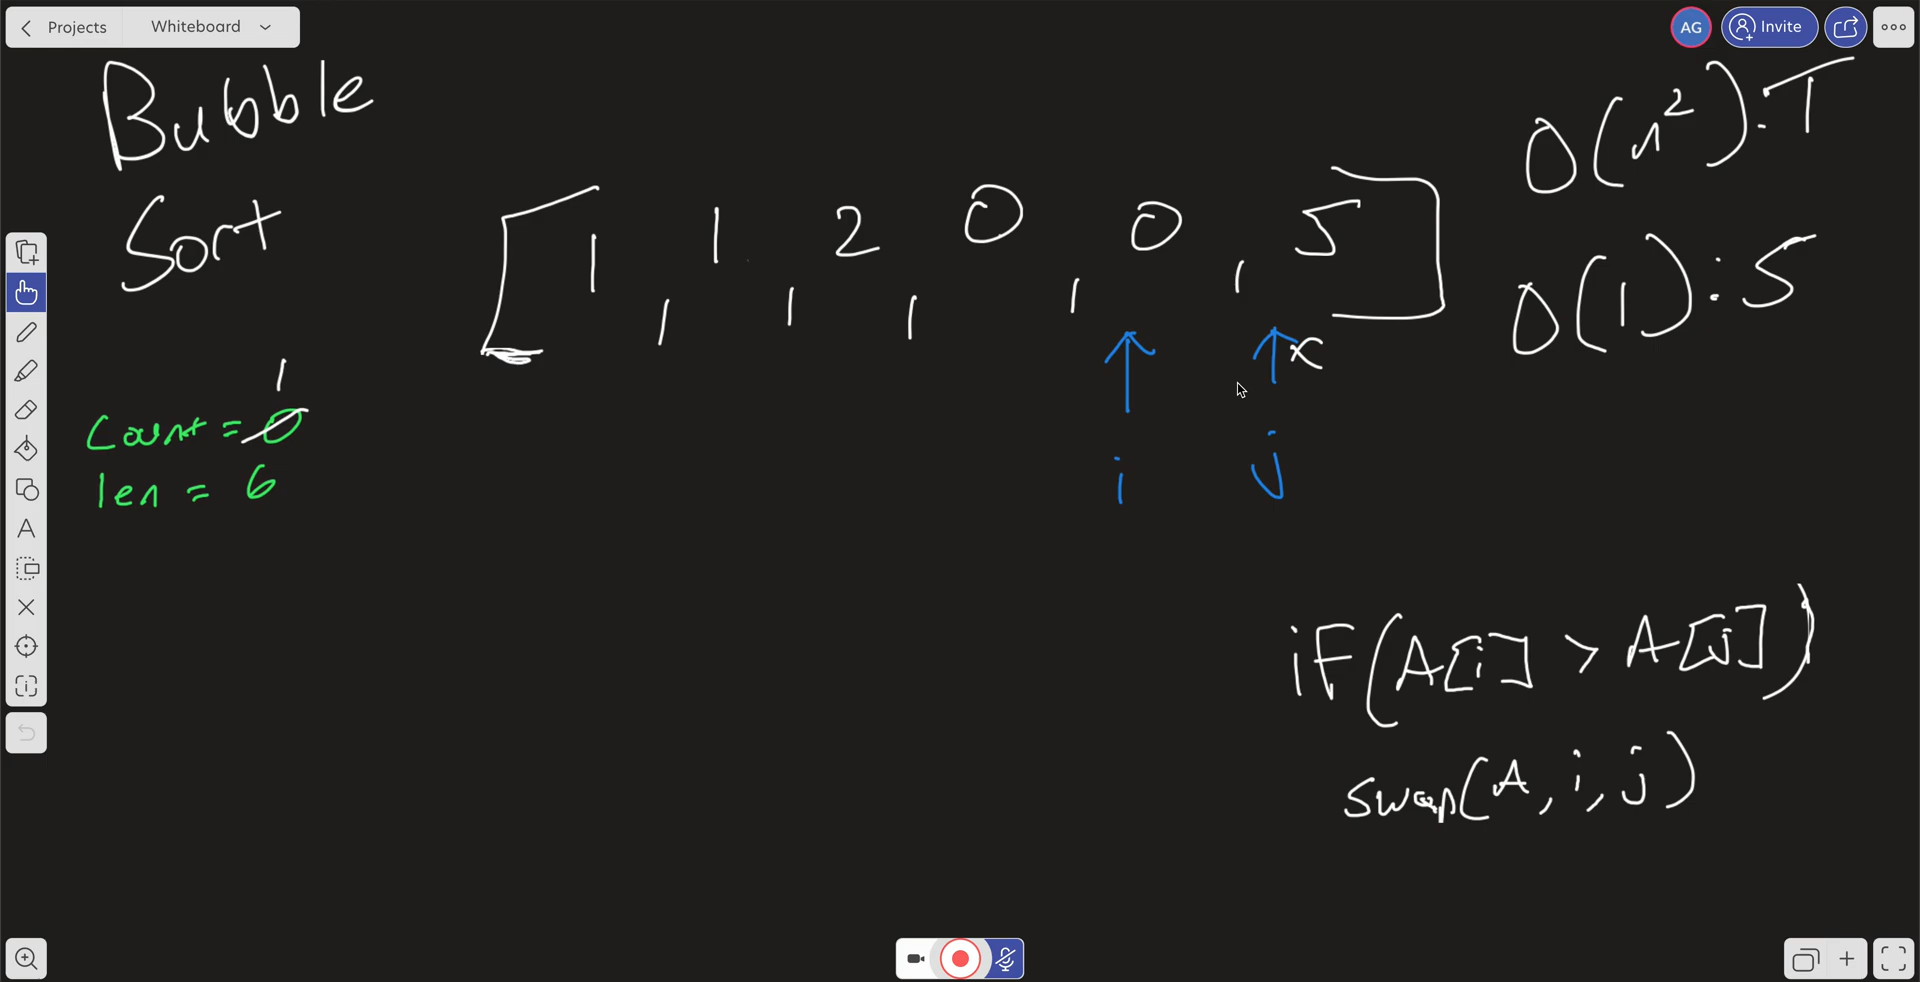 Projects Whiteboard
AG Invite
Bubble
Sort
[1, 1, 2, 0, 0, 5]
O(n²): T
O(1): S
x
1
Count = 0
len = 6
i j
iF(A[i] > A[j])
swap(A, i, j)
A